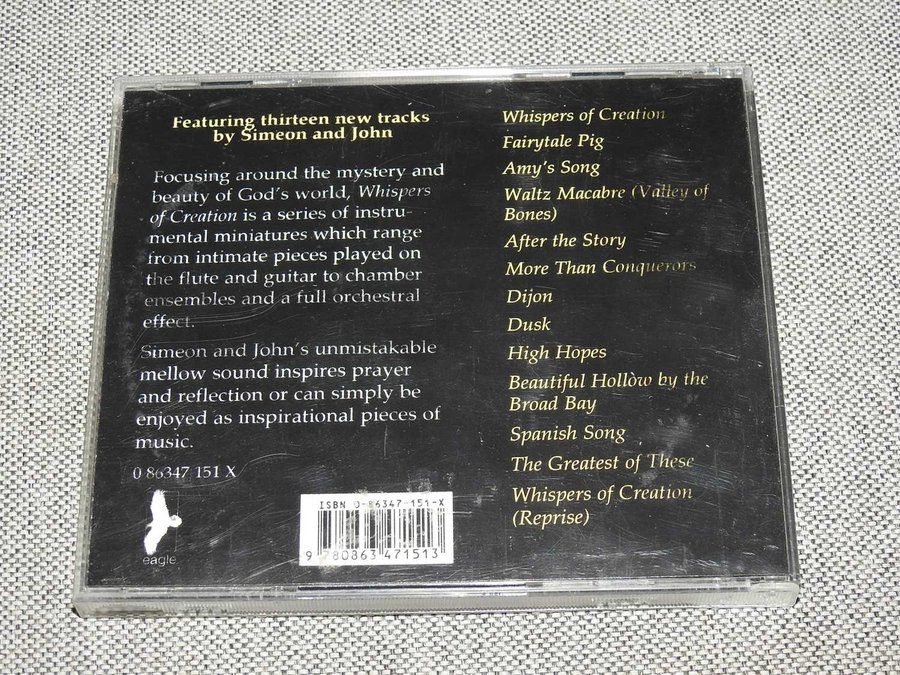 Featuring thirteen new tracks
by Simeon and John
Focusing around the mystery and
beauty of God's world, Whispers
of Creation is a series of instru-
mental miniatures which range
from intimate pieces played on
the flute and guitar to chamber
ensembles and a full orchestral
effect.
Simeon and John's unmistakable
mellow sound inspires prayer
and reflection or can simply be
enjoyed as inspirational pieces of
music.
0 86347 151 X
eagle
ISBN 0-86347-151-X
9 780863 471513
Whispers of Creation
Fairytale Pig
Amy's Song
Waltz Macabre (Valley of
Bones)
After the Story
More Than Conquerors
Dijon
Dusk
High Hopes
Beautiful Hollow by the
Broad Bay
Spanish Song
The Greatest of These
Whispers of Creation
(Reprise)